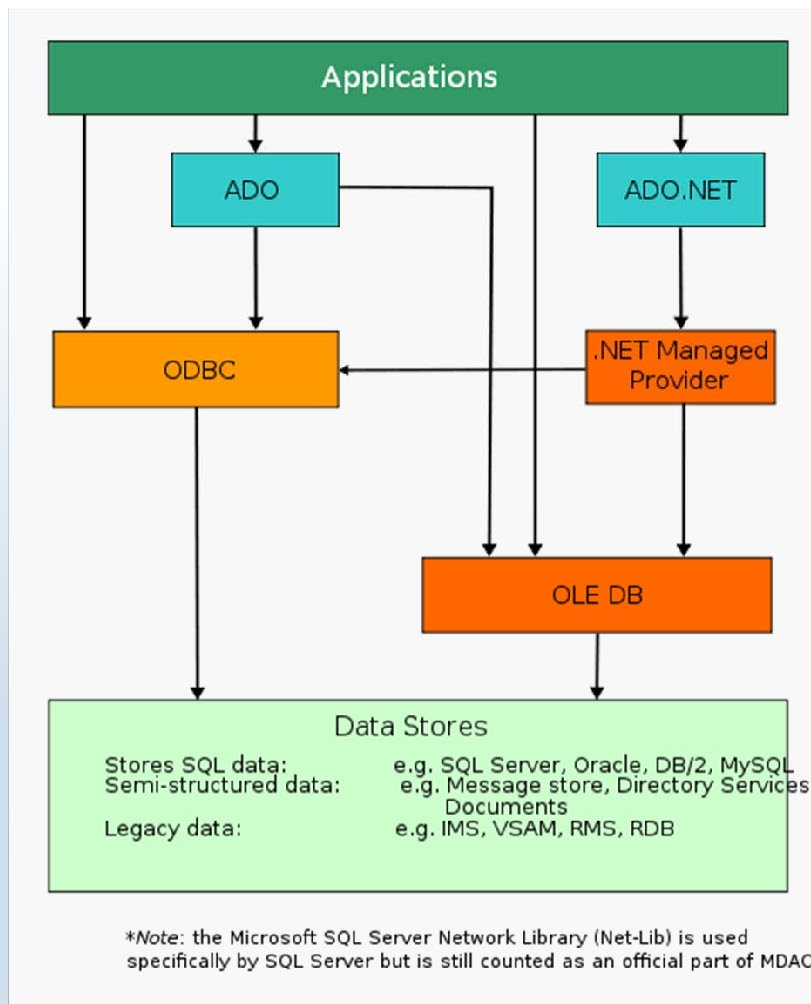 Applications
ADO
ADO.NET
ODBC
.NET Managed
Provider
OLE DB
Data Stores
Stores SQL data: e.g. SQL Server, Oracle, DB/2, MySQL
Semi-structured data: e.g. Message store, Directory Services
Documents
Legacy data: e.g. IMS, VSAM, RMS, RDB
*Note: the Microsoft SQL Server Network Library (Net-Lib) is used
specifically by SQL Server but is still counted as an official part of MDAC